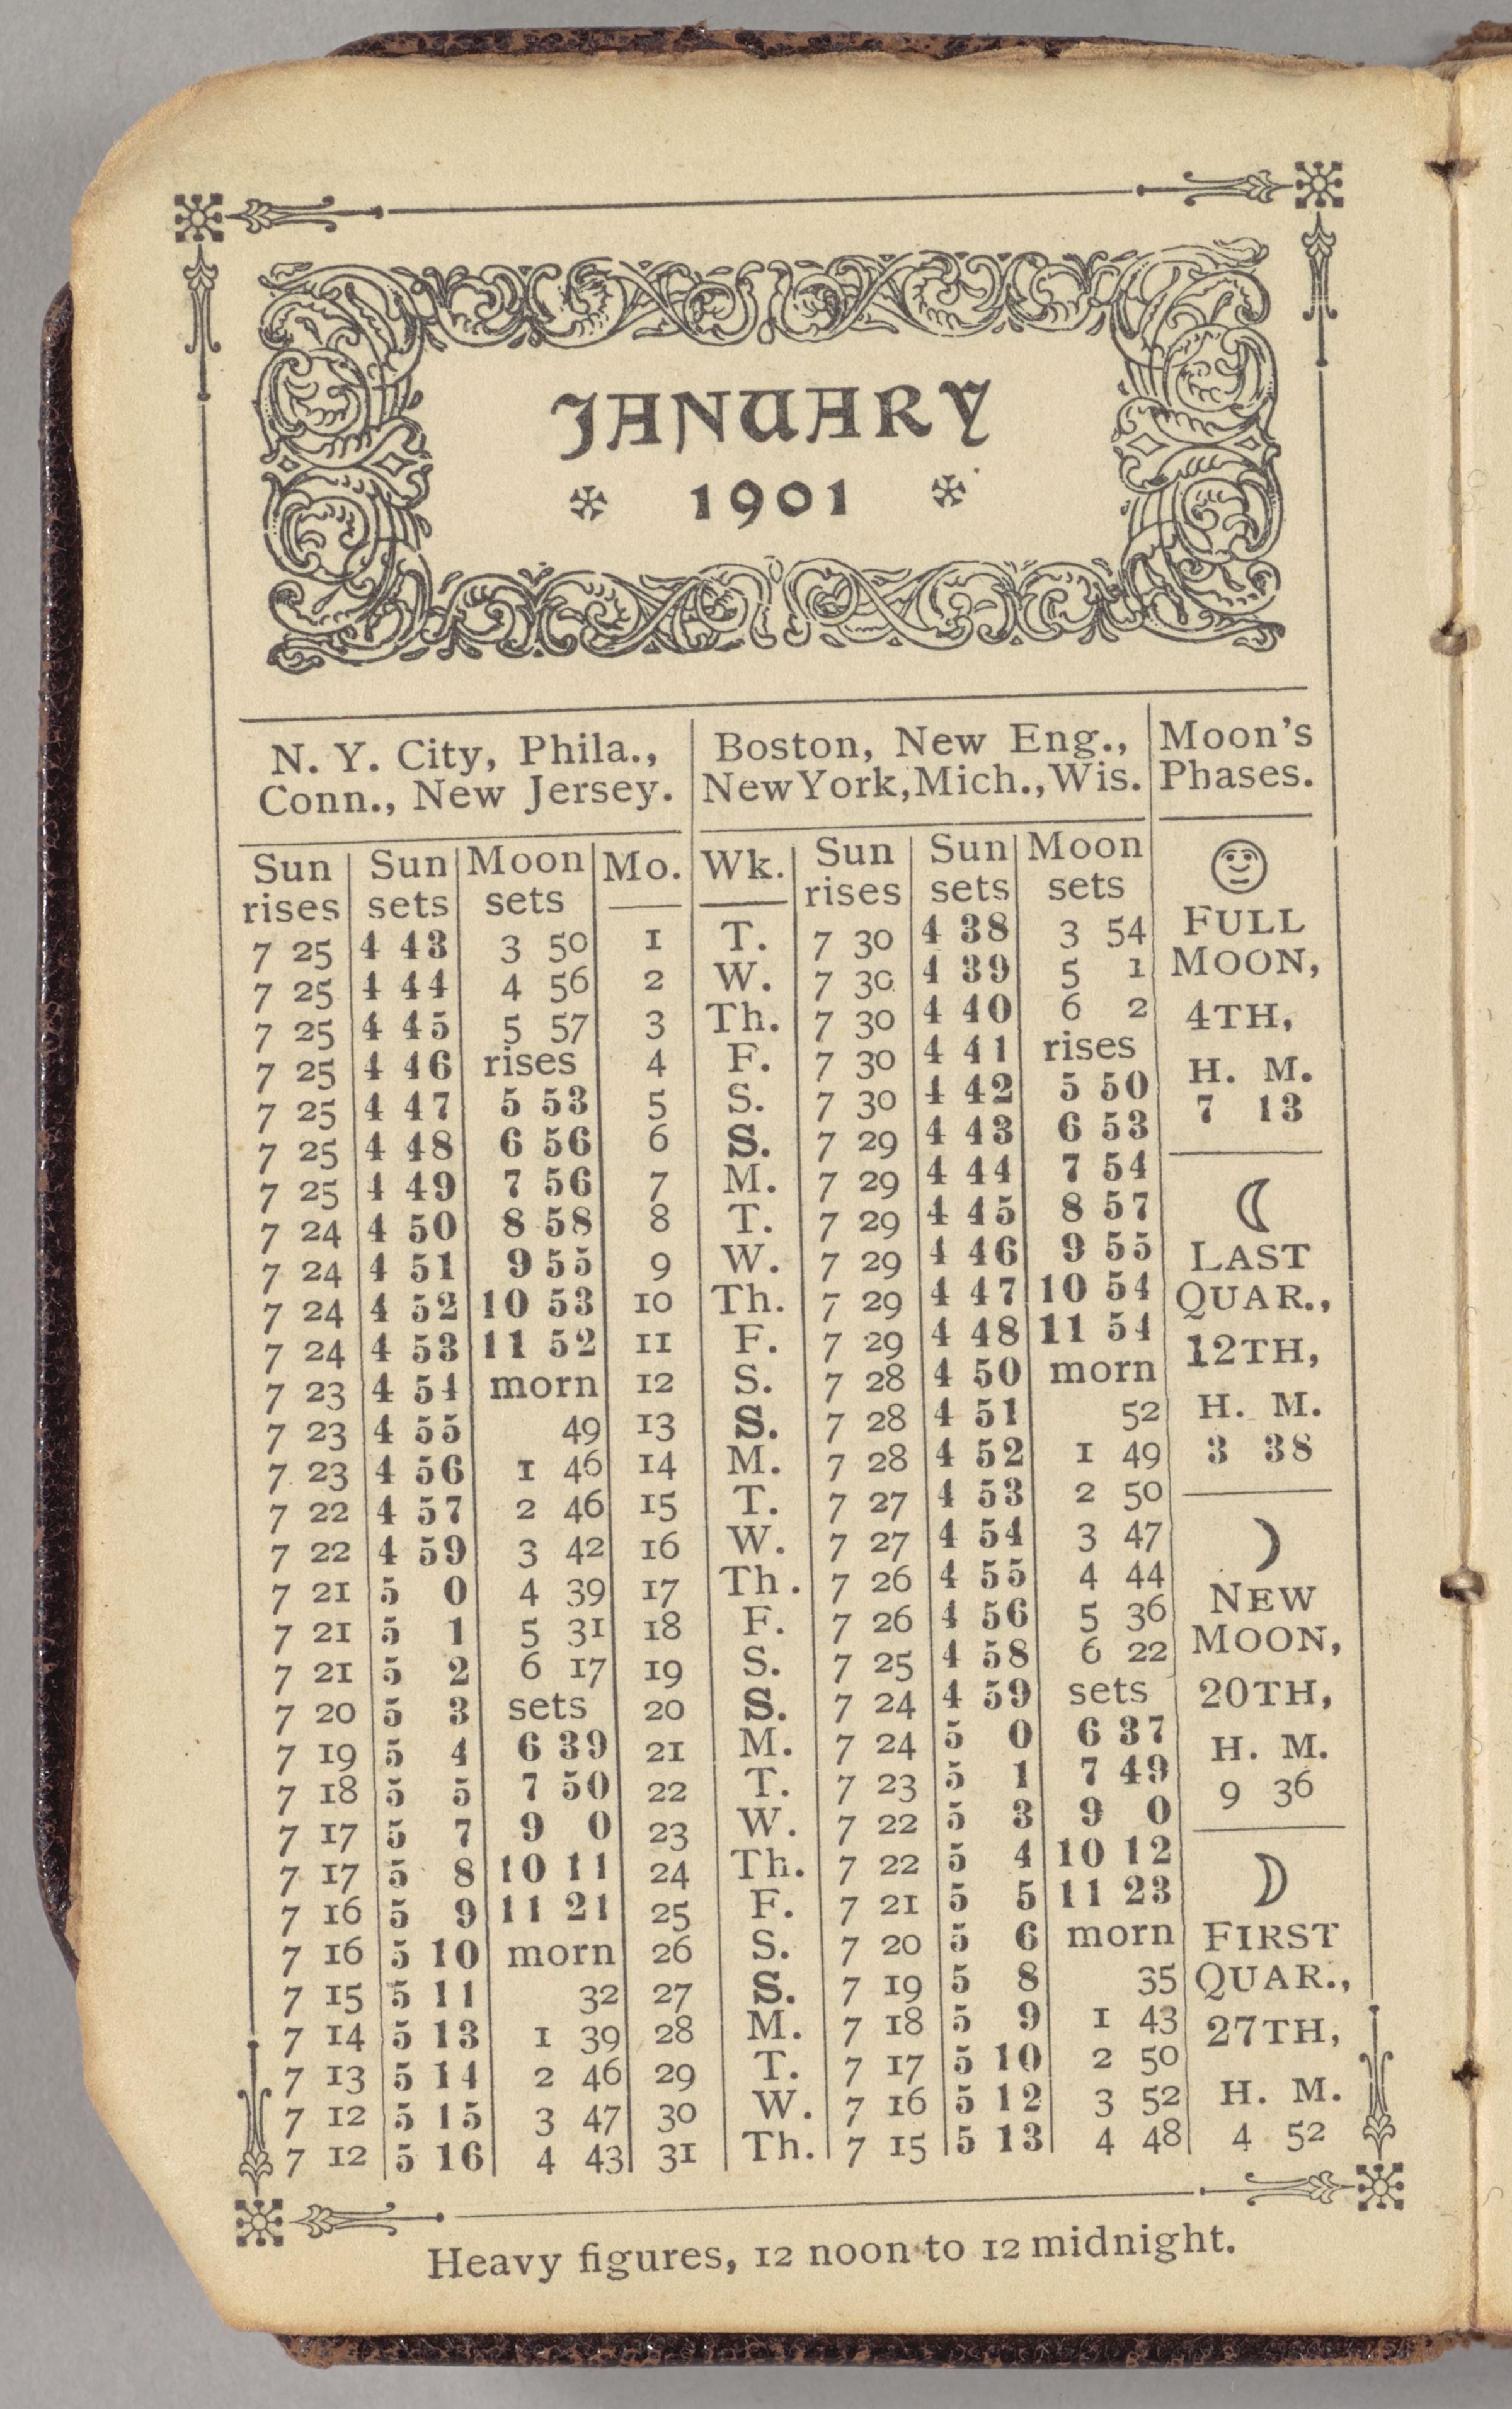 JANUARY
1901
N. Y. City, Phila., Boston, New Eng., Moon's
Conn., New Jersey. New York, Mich., Wis. Phases.
Sun Sun Moon Mo. Wk. Sun Sun Moon
rises sets sets rises sets sets
7 25 4 43 3 50 1 T. 7 30 4 38 3 54 FULL
7 25 4 44 4 56 2 W. 7 30 4 39 5 1 MOON,
7 25 4 45 5 57 3 Th. 7 30 4 40 6 2 4TH,
7 25 4 46 rises 4 F. 7 30 4 41 rises H. M.
7 25 4 47 5 53 5 S. 7 30 4 42 5 50 7 13
7 25 4 48 6 56 6 S. 7 29 4 43 6 53
7 25 4 49 7 56 7 M. 7 29 4 44 7 54
7 24 4 50 8 58 8 T. 7 29 4 45 8 57
7 24 4 51 9 55 9 W. 7 29 4 46 9 55 LAST
7 24 4 52 10 53 10 Th. 7 29 4 47 10 54 QUAR.,
7 24 4 53 11 52 11 F. 7 29 4 48 11 54 12TH,
7 23 4 54 morn 12 S. 7 28 4 50 morn
7 23 4 55 49 13 S. 7 28 4 51 52 H. M.
7 23 4 56 1 46 14 M. 7 28 4 52 1 49 3 38
7 22 4 57 2 46 15 T. 7 27 4 53 2 50
7 22 4 59 3 42 16 W. 7 27 4 54 3 47
7 21 5 0 4 39 17 Th. 7 26 4 55 4 44 NEW
7 21 5 1 5 31 18 F. 7 26 4 56 5 36 MOON,
7 21 5 2 6 17 19 S. 7 25 4 58 6 22
7 20 5 3 sets 20 S. 7 24 4 59 sets 20TH,
7 19 5 4 6 39 21 M. 7 24 5 0 6 37 H. M.
7 18 5 5 7 50 22 T. 7 23 5 1 7 49 9 36
7 17 5 7 9 0 23 W. 7 22 5 3 9 0
7 17 5 8 10 11 24 Th. 7 22 5 4 10 12
7 16 5 9 11 21 25 F. 7 21 5 5 11 23
7 16 5 10 morn 26 S. 7 20 5 6 morn FIRST
7 15 5 11 32 27 S. 7 19 5 8 35 QUAR.,
7 14 5 13 1 39 28 M. 7 18 5 9 1 43 27TH,
7 13 5 14 2 46 29 T. 7 17 5 10 2 50
7 12 5 15 3 47 30 W. 7 16 5 12 3 52 H. M.
7 12 5 16 4 43 31 Th. 7 15 5 13 4 48 4 52
Heavy figures, 12 noon to 12 midnight.